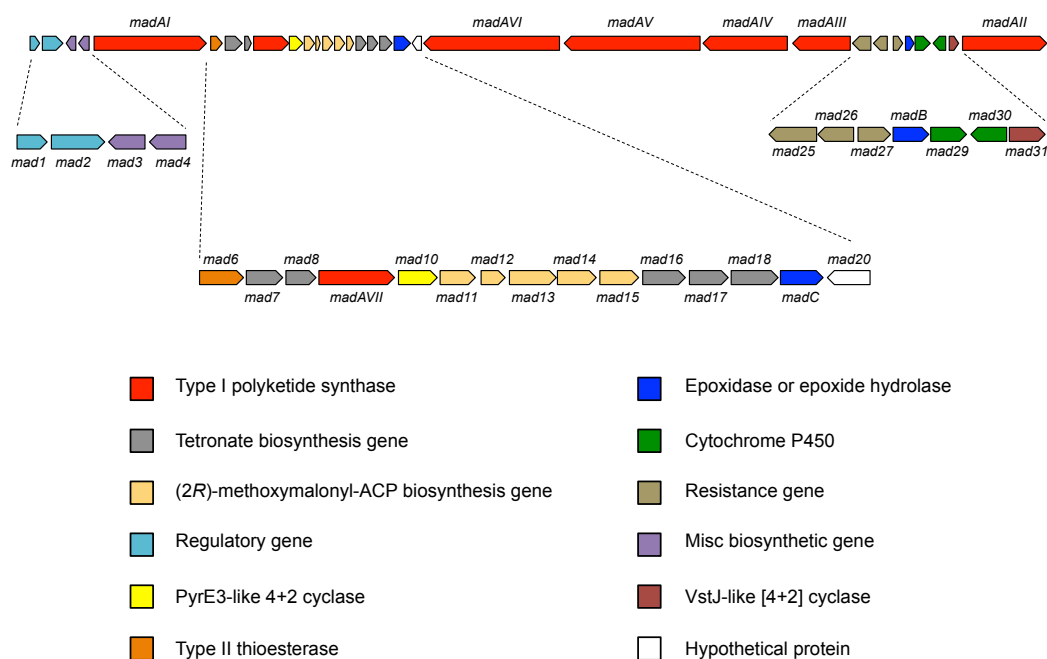 madAI madAVI madAV madAIV madAIII madAII
mad26 madB mad30
mad1 mad2 mad3 mad4 mad25 mad27 mad29 mad31
mad6 mad8 mad10 mad12 mad14 mad16 mad18 mad20
mad7 madAVII mad11 mad13 mad15 mad17 madC
Type I polyketide synthase Epoxidase or epoxide hydrolase
Tetronate biosynthesis gene Cytochrome P450
(2R)-methoxymalonyl-ACP biosynthesis gene Resistance gene
Regulatory gene Misc biosynthetic gene
PyrE3-like 4+2 cyclase VstJ-like [4+2] cyclase
Type II thioesterase Hypothetical protein